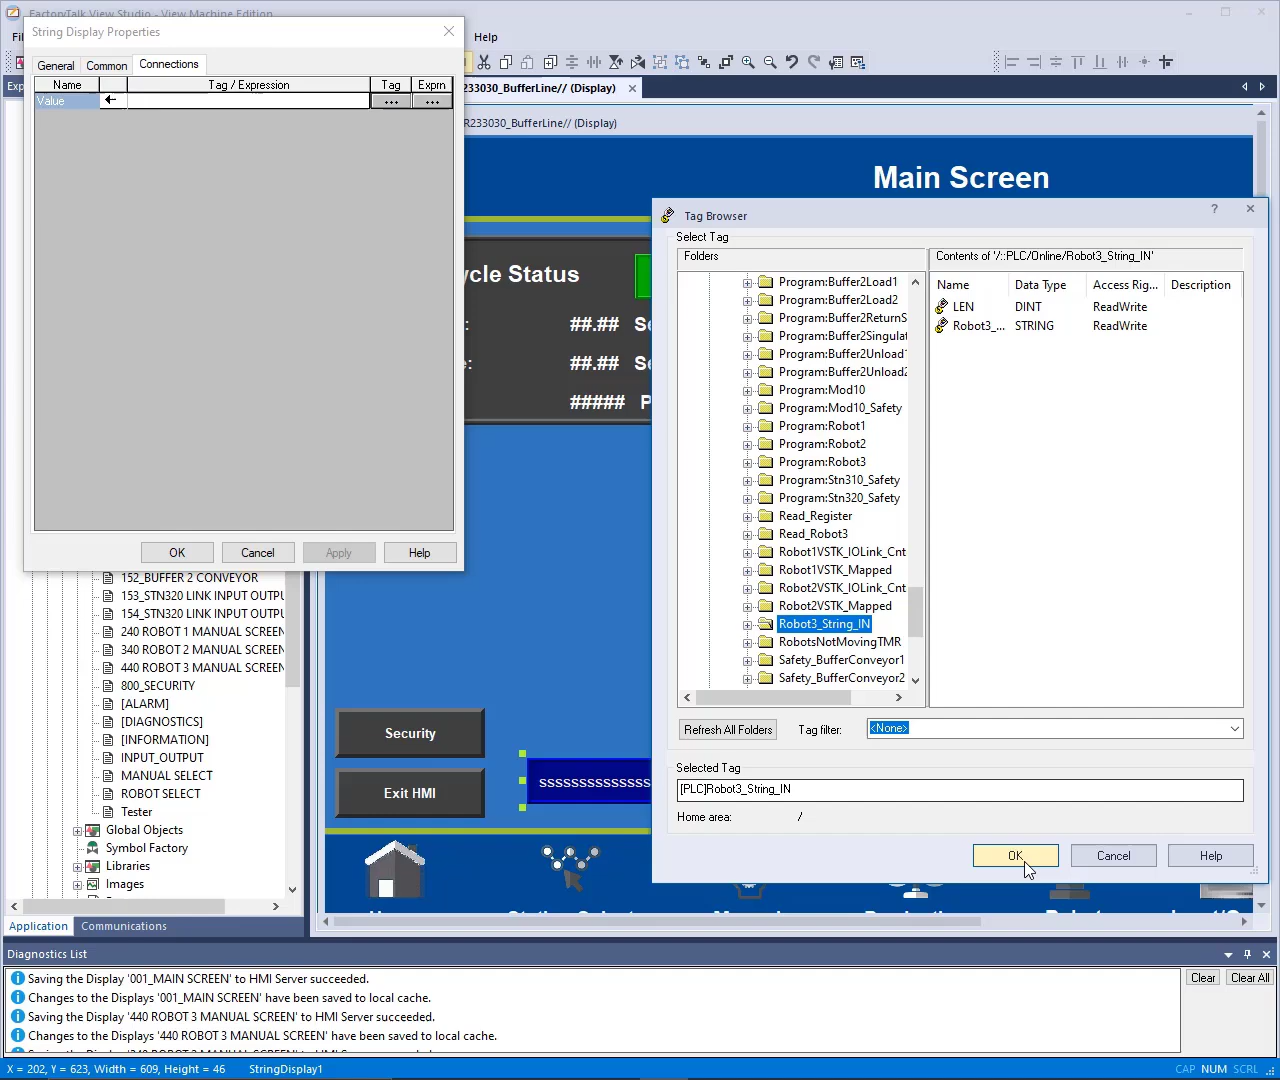 FactoryTalk View Studio - View Machine Edition
String Display Properties
Help
General
Common
Connections
Name
Tag / Expression
Tag
Exprn
Value
...
...
OK
Cancel
Apply
Help
R233030_BufferLine// (Display)
R233030_BufferLine// (Display)
Main Screen
ycle Status
##.##
##.##
#####
Security
Exit HMI
ssssssssssssss
Tag Browser
Select Tag
Folders
Program:Buffer2Load1
Program:Buffer2Load2
Program:Buffer2ReturnS
Program:Buffer2Singulat
Program:Buffer2Unload1
Program:Buffer2Unload2
Program:Mod10
Program:Mod10_Safety
Program:Robot1
Program:Robot2
Program:Robot3
Program:Stn310_Safety
Program:Stn320_Safety
Read_Register
Read_Robot3
Robot1VSTK_IOLink_Cnt
Robot1VSTK_Mapped
Robot2VSTK_IOLink_Cnt
Robot2VSTK_Mapped
Robot3_String_IN
RobotsNotMovingTMR
Safety_BufferConveyor1
Safety_BufferConveyor2
Contents of '/::PLC/Online/Robot3_String_IN'
Name Data Type Access Rig... Description
LEN DINT ReadWrite
Robot3_... STRING ReadWrite
Refresh All Folders
Tag filter:
<None>
Selected Tag
[PLC]Robot3_String_IN
Home area: /
OK
Cancel
Help
152_BUFFER 2 CONVEYOR
153_STN320 LINK INPUT OUTPU
154_STN320 LINK INPUT OUTPU
240 ROBOT 1 MANUAL SCREEN
340 ROBOT 2 MANUAL SCREEN
440 ROBOT 3 MANUAL SCREEN
800_SECURITY
[ALARM]
[DIAGNOSTICS]
[INFORMATION]
INPUT_OUTPUT
MANUAL SELECT
ROBOT SELECT
Tester
Global Objects
Symbol Factory
Libraries
Images
Application
Communications
Diagnostics List
Saving the Display '001_MAIN SCREEN' to HMI Server succeeded.
Changes to the Displays '001_MAIN SCREEN' have been saved to local cache.
Saving the Display '440 ROBOT 3 MANUAL SCREEN' to HMI Server succeeded.
Changes to the Displays '440 ROBOT 3 MANUAL SCREEN' have been saved to local cache.
Clear
Clear All
X = 202, Y = 623, Width = 609, Height = 46
StringDisplay1
CAP NUM SCRL